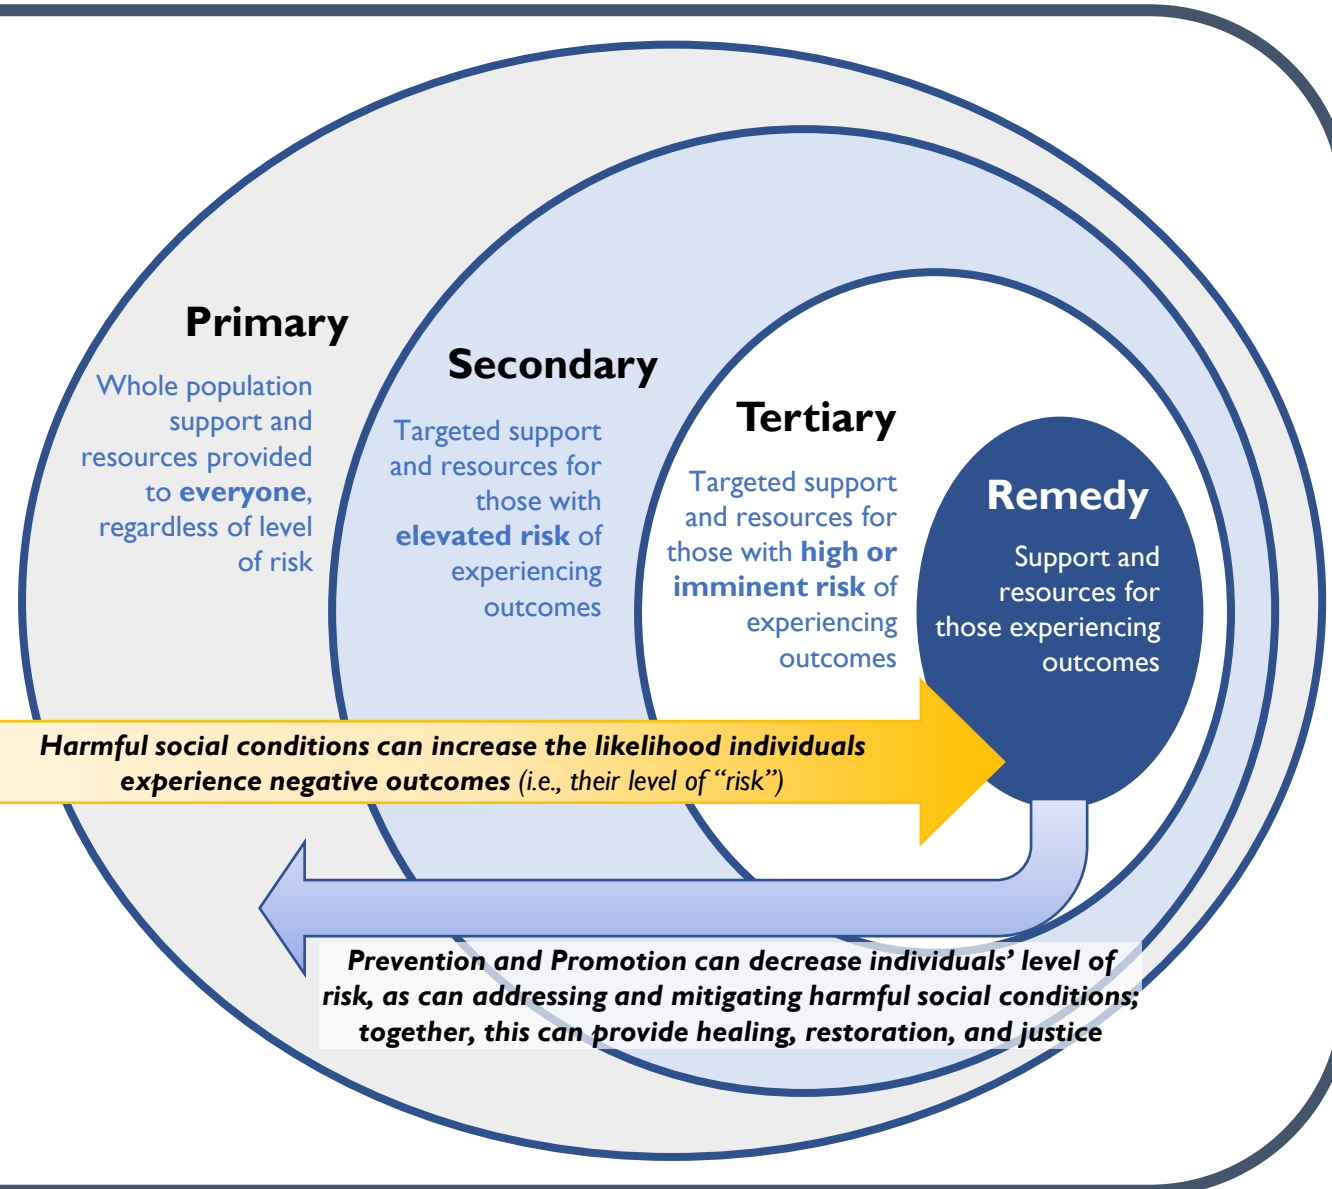 Primary
Whole population
support and
resources provided
to everyone,
regardless of level
of risk
Secondary
Targeted support
and resources for
those with
elevated risk of
experiencing
outcomes
Tertiary
Targeted support
and resources for
those with high or
imminent risk of
experiencing
outcomes
Remedy
Support and
resources for
those experiencing
outcomes
Harmful social conditions can increase the likelihood individuals
experience negative outcomes (i.e., their level of “risk”)
Prevention and Promotion can decrease individuals’ level of
risk, as can addressing and mitigating harmful social conditions;
together, this can provide healing, restoration, and justice